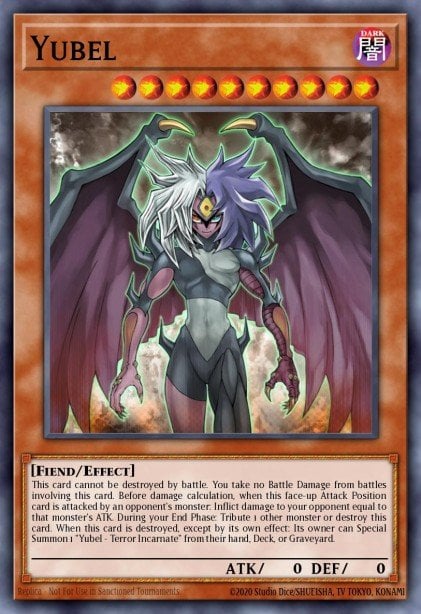 YUBEL
DARK
闇
[FIEND/EFFECT]
This card cannot be destroyed by battle. You take no Battle Damage from battles
involving this card. Before damage calculation, when this face-up Attack Position
card is attacked by an opponent's monster: Inflict damage to your opponent equal to
that monster's ATK. During your End Phase: Tribute 1 other monster or destroy this
card. When this card is destroyed, except by its own effect: Its owner can Special
Summon 1 "Yubel - Terror Incarnate" from their hand, Deck, or Graveyard.
ATK/ 0 DEF/ 0
Replica - Not For Use in Sanctioned Tournaments ©2020 Studio Dice/SHUEISHA, TV TOKYO, KONAMI